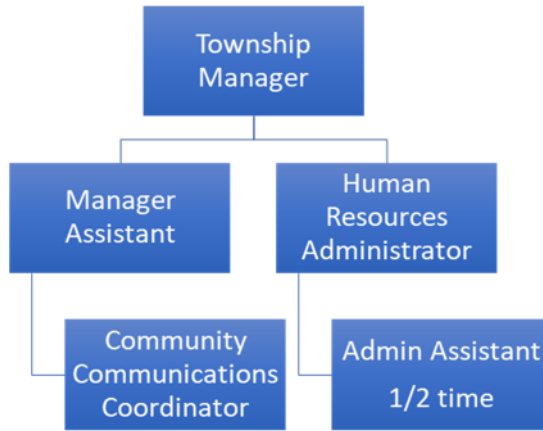 Township
Manager
Manager
Assistant
Human
Resources
Administrator
Community
Communications
Coordinator
Admin Assistant
1/2 time